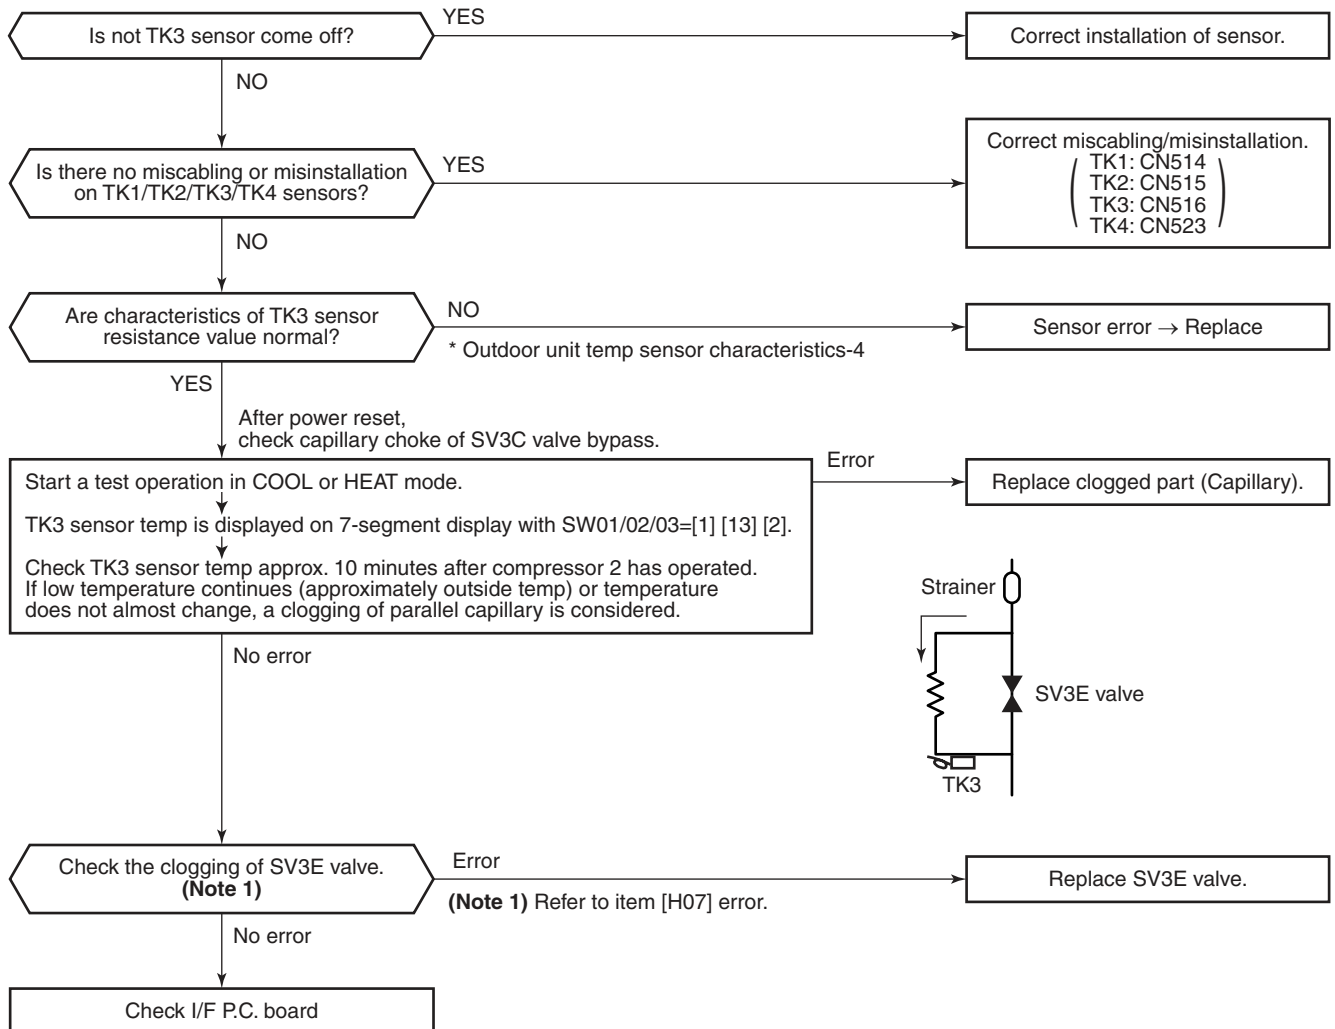 Is not TK3 sensor come off?
YES
Correct installation of sensor.
NO
Is there no miscabling or misinstallation
on TK1/TK2/TK3/TK4 sensors?
YES
Correct miscabling/misinstallation.
TK1: CN514
TK2: CN515
TK3: CN516
TK4: CN523
NO
Are characteristics of TK3 sensor
resistance value normal?
NO
* Outdoor unit temp sensor characteristics-4
Sensor error → Replace
YES
After power reset,
check capillary choke of SV3C valve bypass.
Start a test operation in COOL or HEAT mode.
TK3 sensor temp is displayed on 7-segment display with SW01/02/03=[1] [13] [2].
Check TK3 sensor temp approx. 10 minutes after compressor 2 has operated.
If low temperature continues (approximately outside temp) or temperature
does not almost change, a clogging of parallel capillary is considered.
Error
Replace clogged part (Capillary).
No error
Strainer
SV3E valve
TK3
Check the clogging of SV3E valve.
(Note 1)
Error
(Note 1) Refer to item [H07] error.
Replace SV3E valve.
No error
Check I/F P.C. board